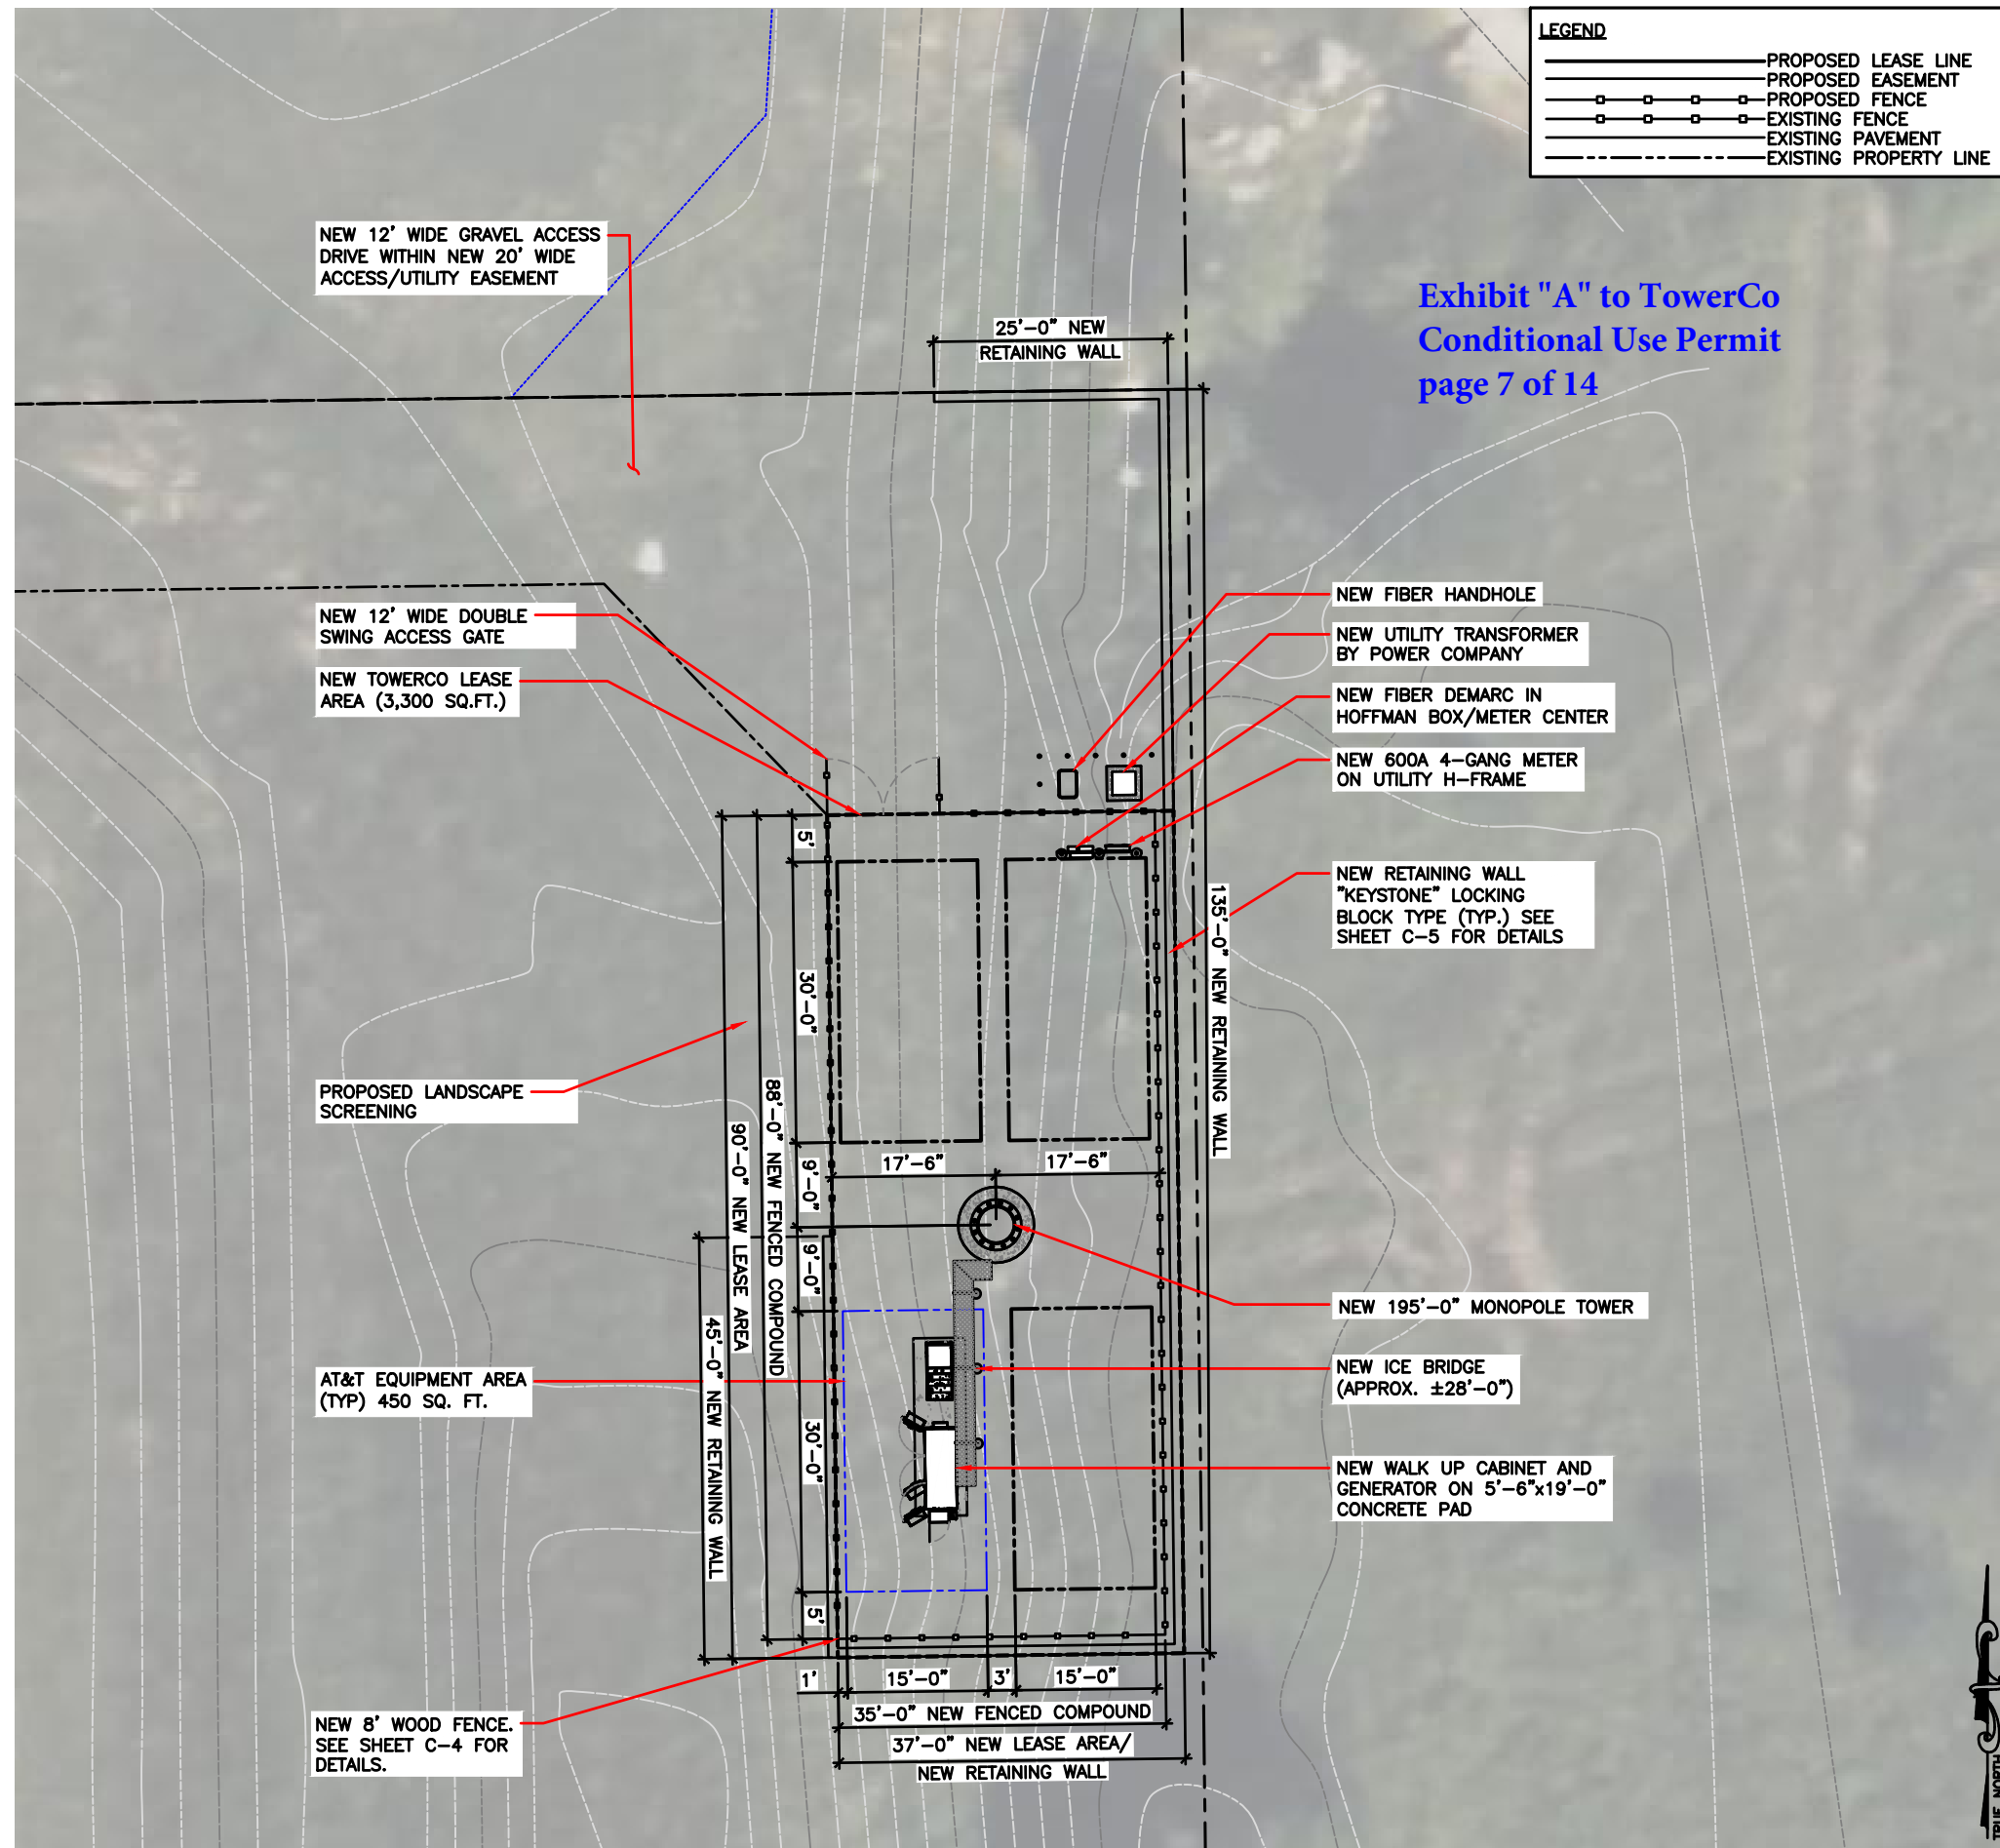 LEGEND
PROPOSED LEASE LINE
PROPOSED EASEMENT
PROPOSED FENCE
EXISTING FENCE
EXISTING PAVEMENT
EXISTING PROPERTY LINE
NEW 12' WIDE GRAVEL ACCESS
DRIVE WITHIN NEW 20' WIDE
ACCESS/UTILITY EASEMENT
Exhibit "A" to TowerCo
Conditional Use Permit
page 7 of 14
25'-0" NEW
RETAINING WALL
NEW 12' WIDE DOUBLE
SWING ACCESS GATE
NEW TOWERCO LEASE
AREA (3,300 SQ.FT.)
NEW FIBER HANDHOLE
NEW UTILITY TRANSFORMER
BY POWER COMPANY
NEW FIBER DEMARC IN
HOFFMAN BOX/METER CENTER
NEW 600A 4-GANG METER
ON UTILITY H-FRAME
NEW RETAINING WALL
"KEYSTONE" LOCKING
BLOCK TYPE (TYP.) SEE
SHEET C-5 FOR DETAILS
5'
30'-0"
135'-0" NEW RETAINING WALL
PROPOSED LANDSCAPE
SCREENING
88'-0" NEW FENCED COMPOUND
90'-0" NEW LEASE AREA
45'-0" NEW RETAINING WALL
17'-6"
17'-6"
9'-0"
9'-0"
NEW 195'-0" MONOPOLE TOWER
AT&T EQUIPMENT AREA
(TYP) 450 SQ. FT.
NEW ICE BRIDGE
(APPROX. ±28'-0")
30'-0"
NEW WALK UP CABINET AND
GENERATOR ON 5'-6"x19'-0"
CONCRETE PAD
5'
1'
15'-0"
3'
15'-0"
35'-0" NEW FENCED COMPOUND
37'-0" NEW LEASE AREA/
NEW RETAINING WALL
NEW 8' WOOD FENCE.
SEE SHEET C-4 FOR
DETAILS.
TRUE NORTH